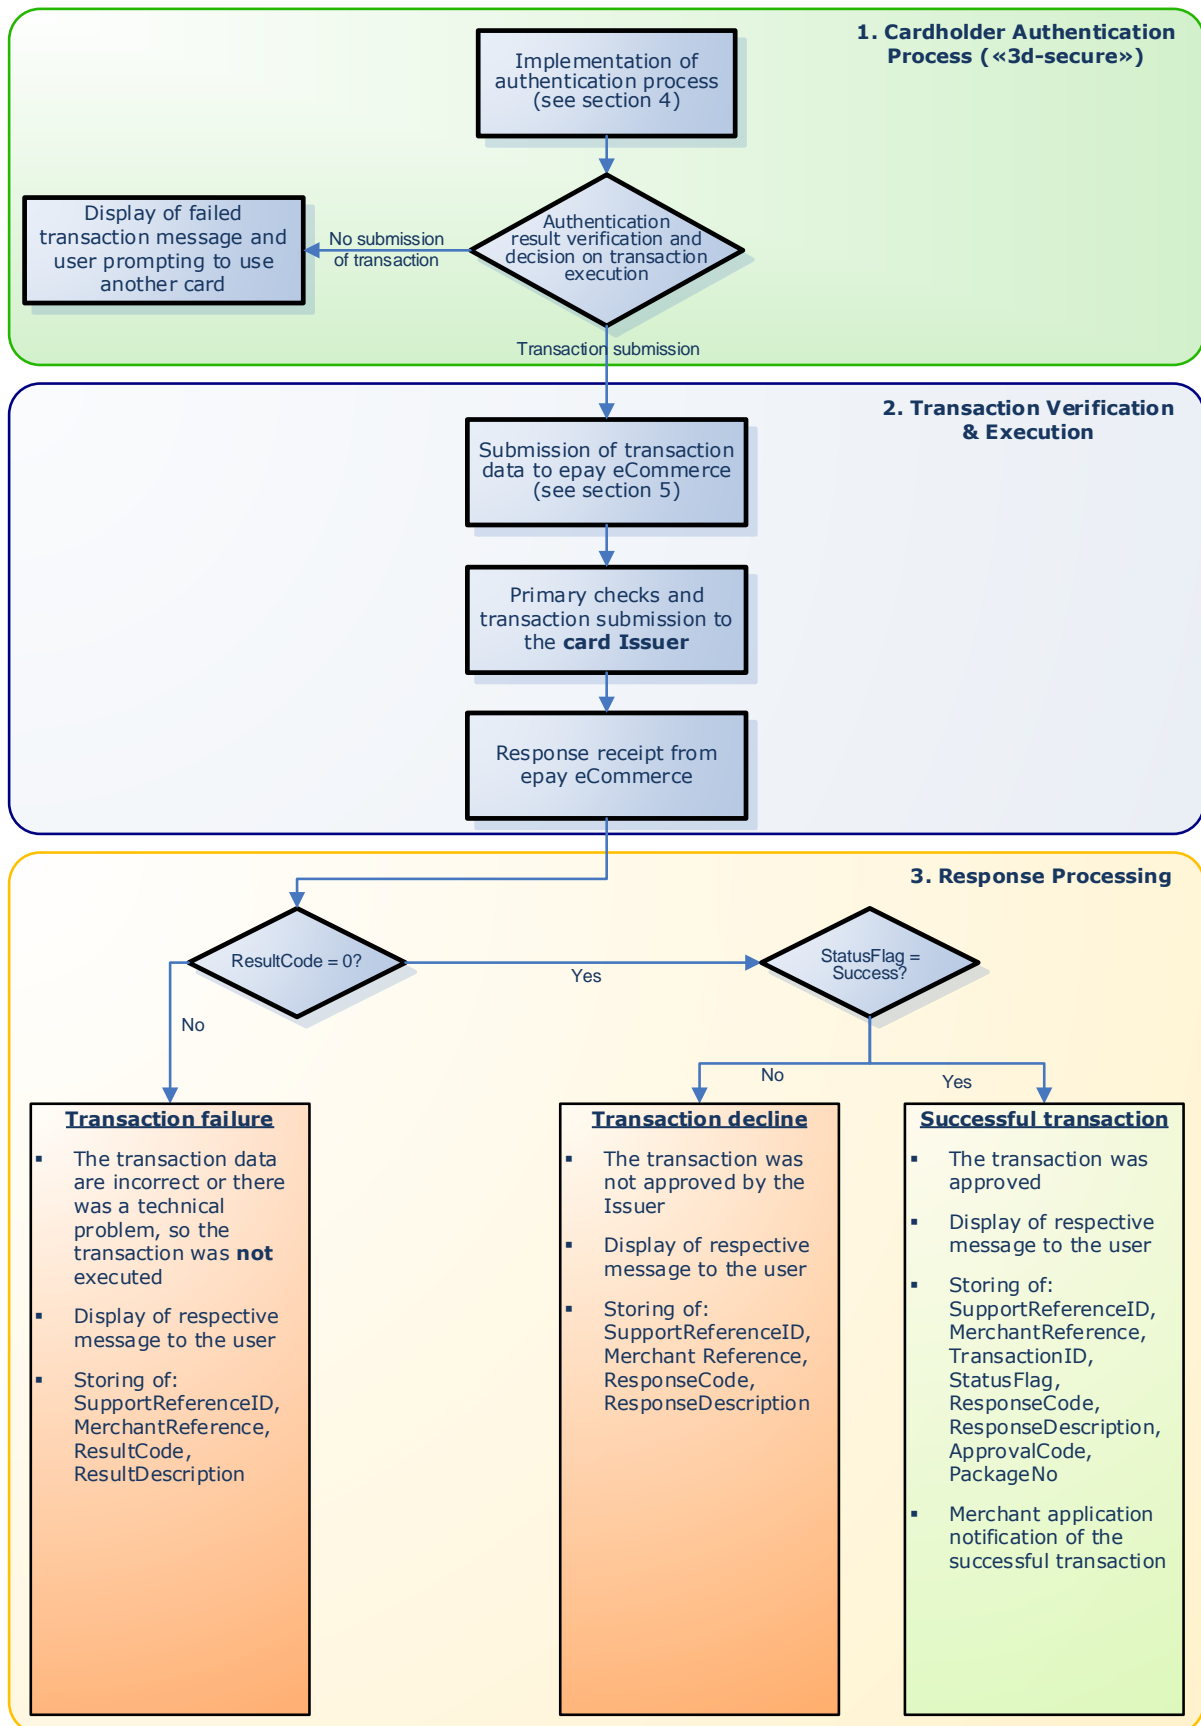 1. Cardholder Authentication
Process («3d-secure»)
Implementation of
authentication process
(see section 4)
Authentication
result verification and
decision on transaction
execution
No submission
of transaction
Display of failed
transaction message and
user prompting to use
another card
Transaction submission
2. Transaction Verification
& Execution
Submission of transaction
data to epay eCommerce
(see section 5)
Primary checks and
transaction submission to
the card Issuer
Response receipt from
epay eCommerce
3. Response Processing
ResultCode = 0?
Yes
StatusFlag =
Success?
No
No
Yes
Transaction failure
▪ The transaction data
are incorrect or there
was a technical
problem, so the
transaction was not
executed
▪ Display of respective
message to the user
▪ Storing of:
SupportReferenceID,
MerchantReference,
ResultCode,
ResultDescription
Transaction decline
▪ The transaction was
not approved by the
Issuer
▪ Display of respective
message to the user
▪ Storing of:
SupportReferenceID,
Merchant Reference,
ResponseCode,
ResponseDescription
Successful transaction
▪ The transaction was
approved
▪ Display of respective
message to the user
▪ Storing of:
SupportReferenceID,
MerchantReference,
TransactionID,
StatusFlag,
ResponseCode,
ResponseDescription,
ApprovalCode,
PackageNo
▪ Merchant application
notification of the
successful transaction